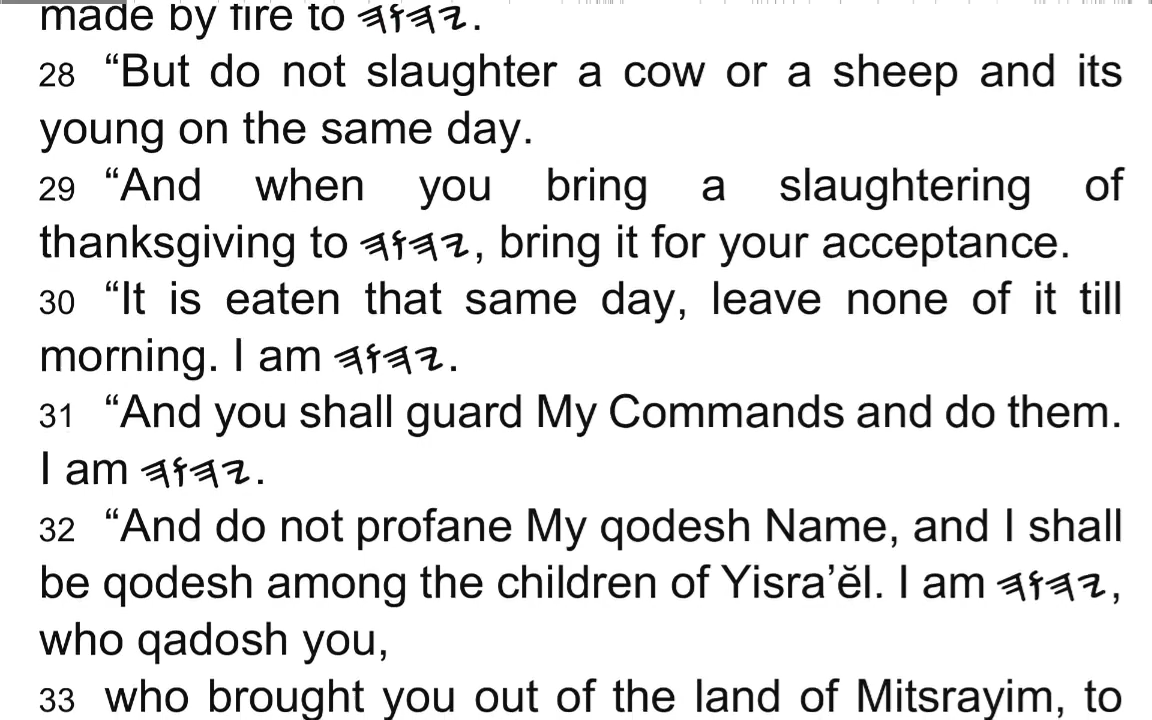 made by fire to 𐤉𐤄𐤅𐤄.
28 “But do not slaughter a cow or a sheep and its
young on the same day.
29 “And when you bring a slaughtering of
thanksgiving to 𐤉𐤄𐤅𐤄, bring it for your acceptance.
30 “It is eaten that same day, leave none of it till
morning. I am 𐤉𐤄𐤅𐤄.
31 “And you shall guard My Commands and do them.
I am 𐤉𐤄𐤅𐤄.
32 “And do not profane My qodesh Name, and I shall
be qodesh among the children of Yisra’ĕl. I am 𐤉𐤄𐤅𐤄,
who qadosh you,
33 who brought you out of the land of Mitsrayim, to